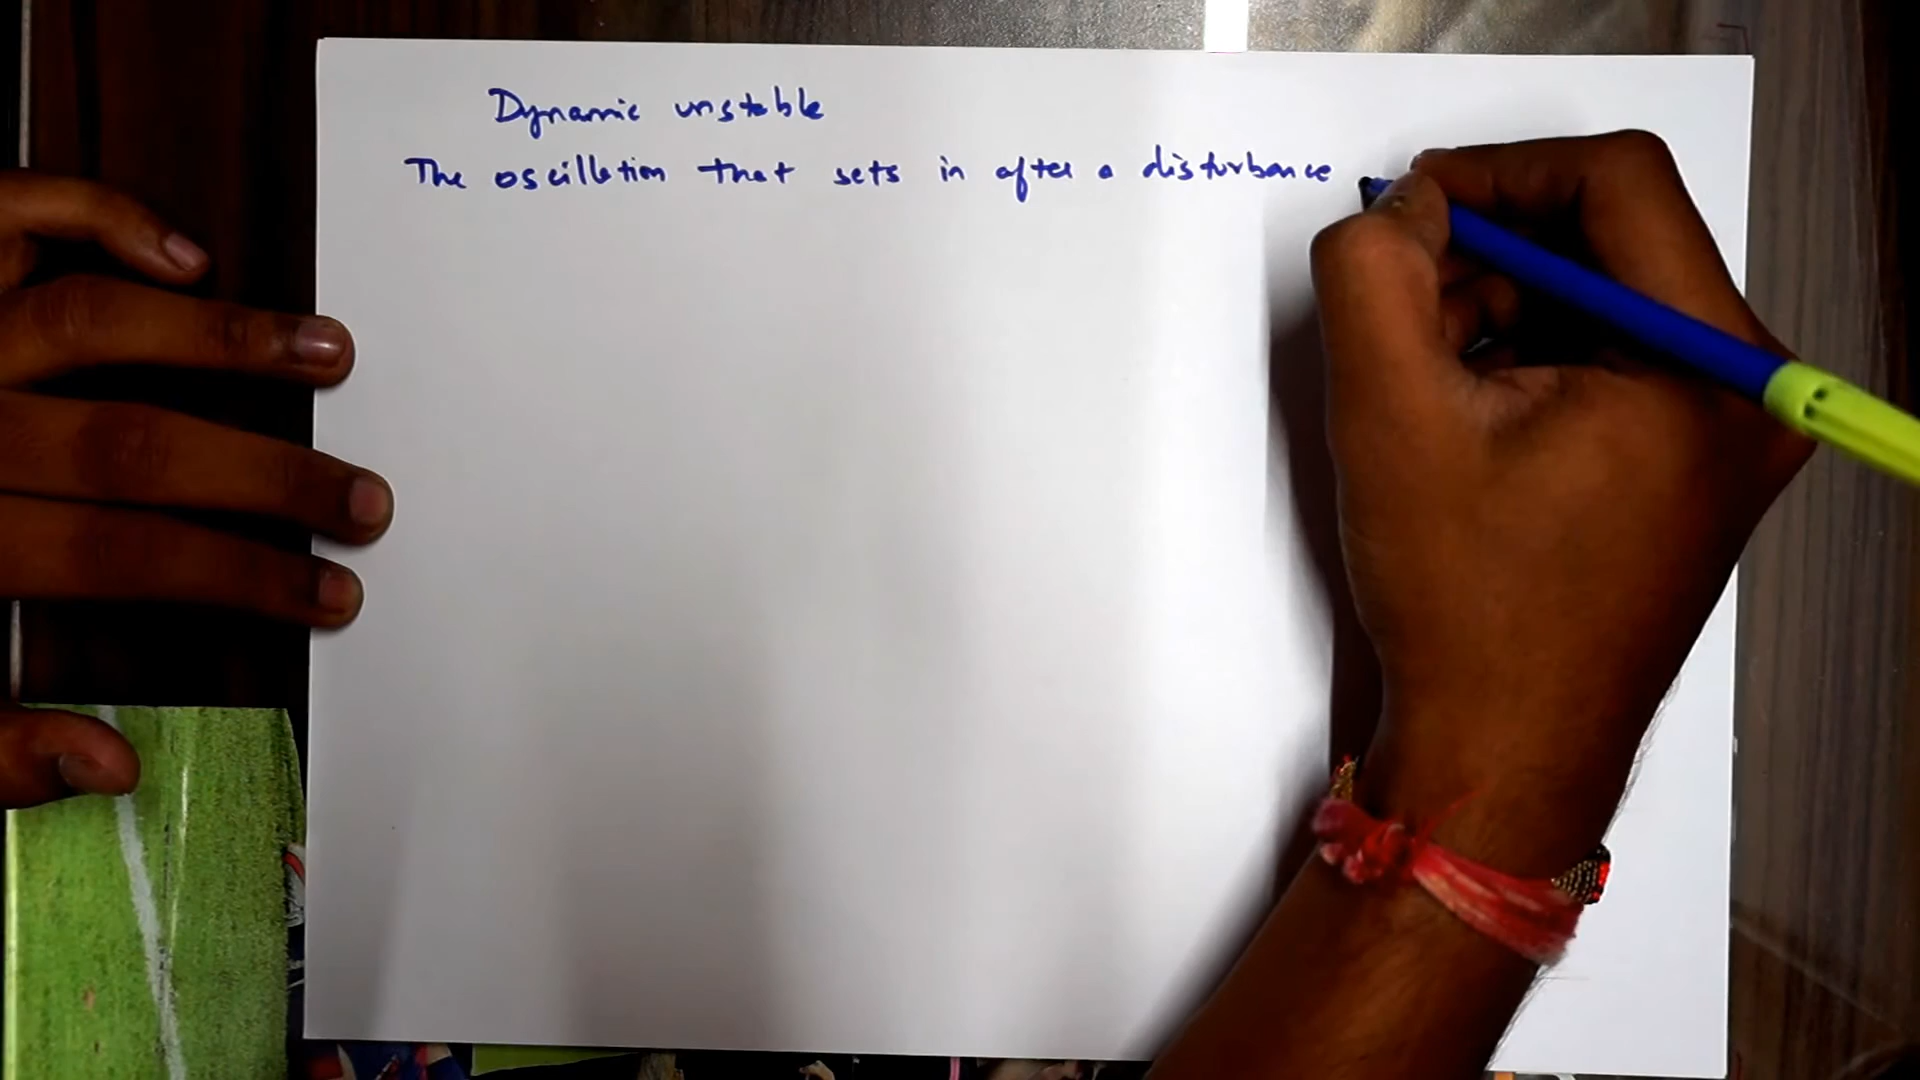 Dynamic unstable
The oscillation that sets in after a disturbance